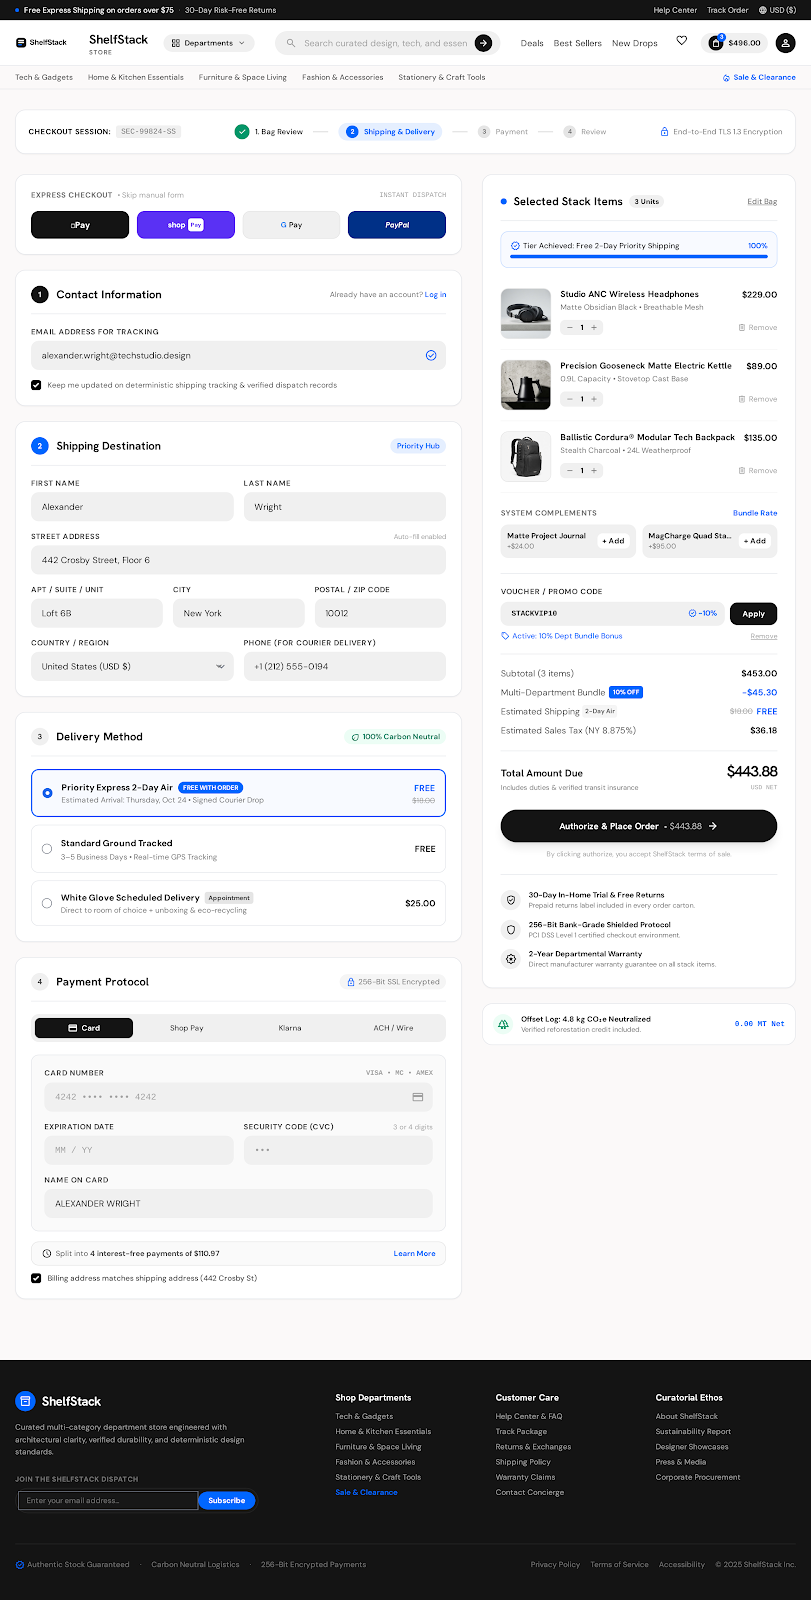 Free Express Shipping on orders over $75 · 30-Day Risk-Free Returns
Help Center Track Order USD ($)
ShelfStack
ShelfStack
STORE
Departments
Search curated design, tech, and essen
Deals Best Sellers New Drops
3
$496.00
Tech & Gadgets Home & Kitchen Essentials Furniture & Space Living Fashion & Accessories Stationery & Craft Tools
Sale & Clearance
CHECKOUT SESSION: SEC-99824-SS
1. Bag Review
2 Shipping & Delivery
3 Payment
4 Review
End-to-End TLS 1.3 Encryption
EXPRESS CHECKOUT • Skip manual form
INSTANT DISPATCH
Pay
shop Pay
G Pay
PayPal
1 Contact Information
Already have an account? Log in
EMAIL ADDRESS FOR TRACKING
alexander.wright@techstudio.design
Keep me updated on deterministic shipping tracking & verified dispatch records
2 Shipping Destination
Priority Hub
FIRST NAME
LAST NAME
Alexander
Wright
STREET ADDRESS
Auto-fill enabled
442 Crosby Street, Floor 6
APT / SUITE / UNIT
CITY
POSTAL / ZIP CODE
Loft 6B
New York
10012
COUNTRY / REGION
PHONE (FOR COURIER DELIVERY)
United States (USD $)
+1 (212) 555-0194
3 Delivery Method
100% Carbon Neutral
Priority Express 2-Day Air FREE WITH ORDER
FREE
Estimated Arrival: Thursday, Oct 24 • Signed Courier Drop
$18.00
Standard Ground Tracked
FREE
3–5 Business Days • Real-time GPS Tracking
White Glove Scheduled Delivery Appointment
$25.00
Direct to room of choice + unboxing & eco-recycling
4 Payment Protocol
256-Bit SSL Encrypted
Card
Shop Pay
Klarna
ACH / Wire
CARD NUMBER
VISA • MC • AMEX
4242 •••• •••• 4242
EXPIRATION DATE
SECURITY CODE (CVC)
3 or 4 digits
MM / YY
•••
NAME ON CARD
ALEXANDER WRIGHT
Split into 4 interest-free payments of $110.97
Learn More
Billing address matches shipping address (442 Crosby St)
Selected Stack Items 3 Units
Edit Bag
Tier Achieved: Free 2-Day Priority Shipping
100%
Studio ANC Wireless Headphones
$229.00
Matte Obsidian Black • Breathable Mesh
− 1 +
Remove
Precision Gooseneck Matte Electric Kettle
$89.00
0.9L Capacity • Stovetop Cast Base
− 1 +
Remove
Ballistic Cordura® Modular Tech Backpack
$135.00
Stealth Charcoal • 24L Weatherproof
− 1 +
Remove
SYSTEM COMPLEMENTS
Bundle Rate
Matte Project Journal
+$24.00
+ Add
MagCharge Quad Sta...
+$95.00
+ Add
VOUCHER / PROMO CODE
STACKVIP10
-10%
Apply
Active: 10% Dept Bundle Bonus
Remove
Subtotal (3 items)
$453.00
Multi-Department Bundle 10% OFF
-$45.30
Estimated Shipping 2-Day Air
$18.00 FREE
Estimated Sales Tax (NY 8.875%)
$36.18
Total Amount Due
$443.88
Includes duties & verified transit insurance
USD NET
Authorize & Place Order • $443.88
By clicking authorize, you accept ShelfStack terms of sale.
30-Day In-Home Trial & Free Returns
Prepaid returns label included in every order carton.
256-Bit Bank-Grade Shielded Protocol
PCI DSS Level 1 certified checkout environment.
2-Year Departmental Warranty
Direct manufacturer warranty guarantee on all stack items.
Offset Log: 4.8 kg CO₂e Neutralized
Verified reforestation credit included.
0.00 MT Net
ShelfStack
Curated multi-category department store engineered with
architectural clarity, verified durability, and deterministic design
standards.
JOIN THE SHELFSTACK DISPATCH
Enter your email address...
Subscribe
Shop Departments
Tech & Gadgets
Home & Kitchen Essentials
Furniture & Space Living
Fashion & Accessories
Stationery & Craft Tools
Sale & Clearance
Customer Care
Help Center & FAQ
Track Package
Returns & Exchanges
Shipping Policy
Warranty Claims
Contact Concierge
Curatorial Ethos
About ShelfStack
Sustainability Report
Designer Showcases
Press & Media
Corporate Procurement
Authentic Stock Guaranteed · Carbon Neutral Logistics · 256-Bit Encrypted Payments
Privacy Policy Terms of Service Accessibility © 2025 ShelfStack Inc.